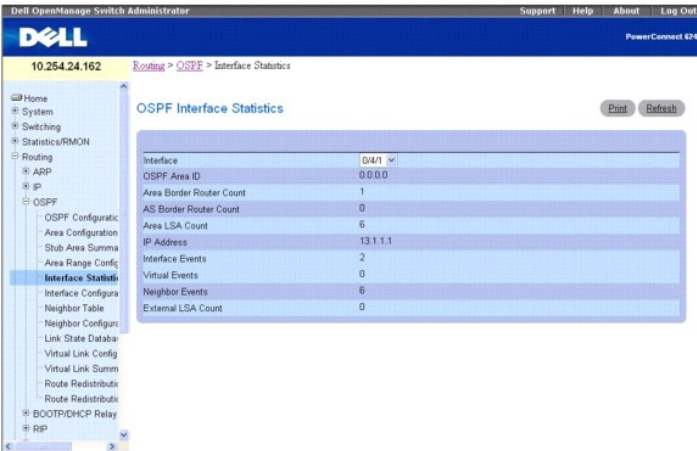 Dell OpenManage Switch Administrator
Support Help About Log Out
DELL
PowerConnect 624
10.254.24.162
Routing > OSPF > Interface Statistics
Home
System
Switching
Statistics/RMON
Routing
ARP
IP
OSPF
OSPF Configuratic
Area Configuration
Stub Area Summa
Area Range Config
Interface Statisti
Interface Configura
Neighbor Table
Neighbor Configura
Link State Databa
Virtual Link Config
Virtual Link Summ
Route Redistributic
Route Redistributic
BOOTP/DHCP Relay
RIP
OSPF Interface Statistics
Print Refresh
Interface 0/4/1
OSPF Area ID 0.0.0.0
Area Border Router Count 1
AS Border Router Count 0
Area LSA Count 6
IP Address 13.1.1.1
Interface Events 2
Virtual Events 0
Neighbor Events 6
External LSA Count 0